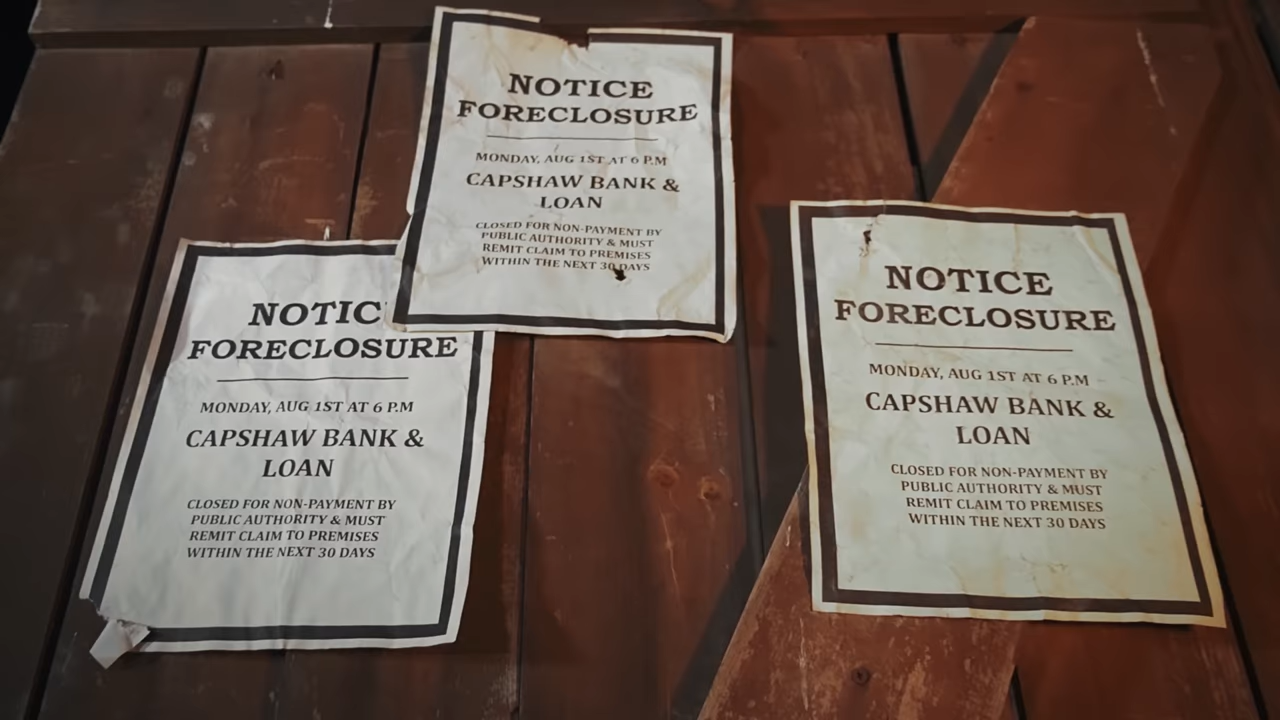 NOTICE
FORECLOSURE
MONDAY, AUG 1ST AT 6 P.M
CAPSHAW BANK &
LOAN
CLOSED FOR NON-PAYMENT BY
PUBLIC AUTHORITY & MUST
REMIT CLAIM TO PREMISES
WITHIN THE NEXT 30 DAYS
NOTIC
FORECLOSURE
MONDAY, AUG 1ST AT 6 P.M
CAPSHAW BANK &
LOAN
CLOSED FOR NON-PAYMENT BY
PUBLIC AUTHORITY & MUST
REMIT CLAIM TO PREMISES
WITHIN THE NEXT 30 DAYS
NOTICE
FORECLOSURE
MONDAY, AUG 1ST AT 6 P.M
CAPSHAW BANK &
LOAN
CLOSED FOR NON-PAYMENT BY
PUBLIC AUTHORITY & MUST
REMIT CLAIM TO PREMISES
WITHIN THE NEXT 30 DAYS